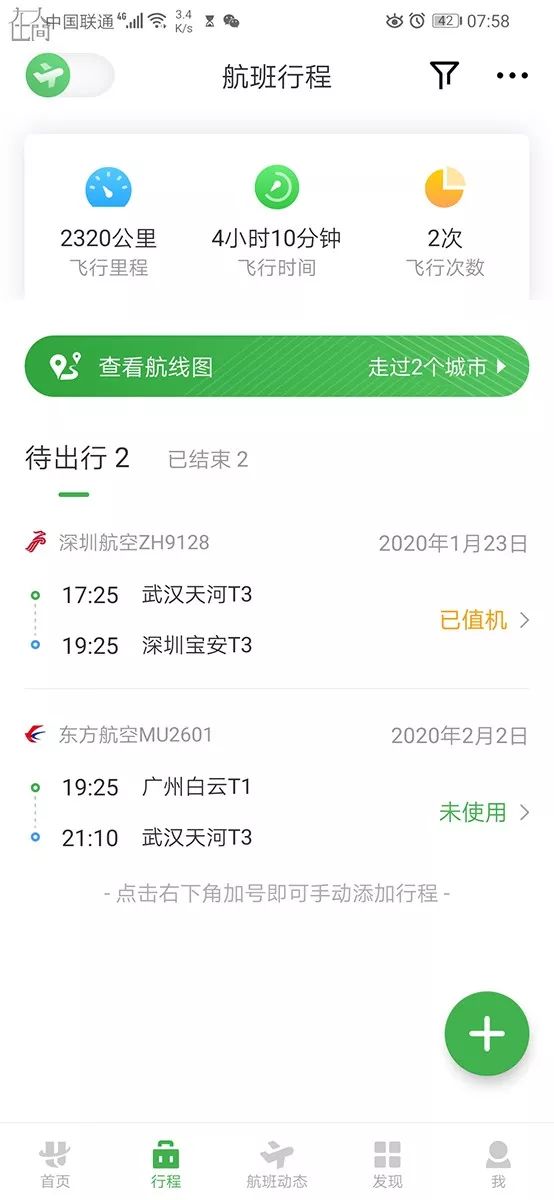 人间
中国联通 4G 3.4 K/s 42 07:58
航班行程
2320公里 4小时10分钟 2次
飞行里程 飞行时间 飞行次数
查看航线图 走过2个城市
待出行 2 已结束 2
深圳航空ZH9128 2020年1月23日
17:25 武汉天河T3
已值机
19:25 深圳宝安T3
东方航空MU2601 2020年2月2日
19:25 广州白云T1
未使用
21:10 武汉天河T3
- 点击右下角加号即可手动添加行程 -
首页 行程 航班动态 发现 我